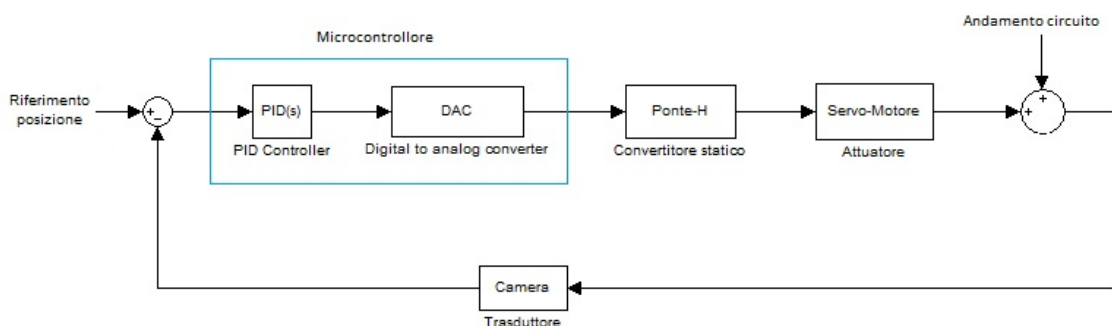 Andamento circuito
Microcontrollore
Riferimento
posizione
+
−
PID(s)
PID Controller
DAC
Digital to analog converter
Ponte-H
Convertitore statico
Servo-Motore
Attuatore
+
+
Camera
Trasduttore